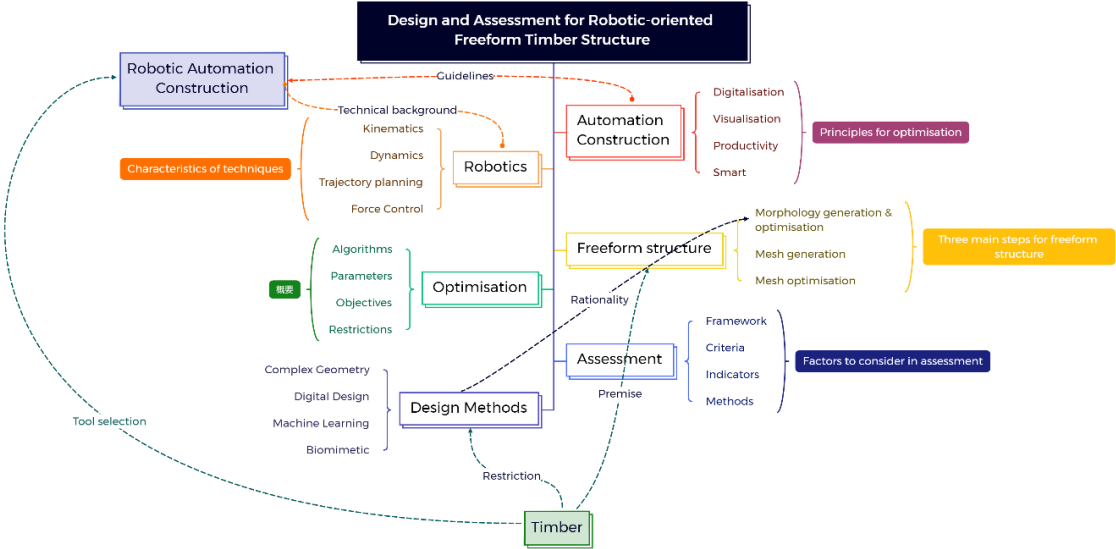 Design and Assessment for Robotic-oriented
Freeform Timber Structure
Robotic Automation
Construction
Guidelines
Technical background
Automation
Construction
Digitalisation
Visualisation
Productivity
Smart
Principles for optimisation
Characteristics of techniques
Kinematics
Dynamics
Trajectory planning
Force Control
Robotics
Freeform structure
Morphology generation &
optimisation
Mesh generation
Mesh optimisation
Three main steps for freeform
structure
概要
Algorithms
Parameters
Objectives
Restrictions
Optimisation
Rationality
Assessment
Framework
Criteria
Indicators
Methods
Factors to consider in assessment
Premise
Complex Geometry
Digital Design
Machine Learning
Biomimetic
Design Methods
Tool selection
Restriction
Timber